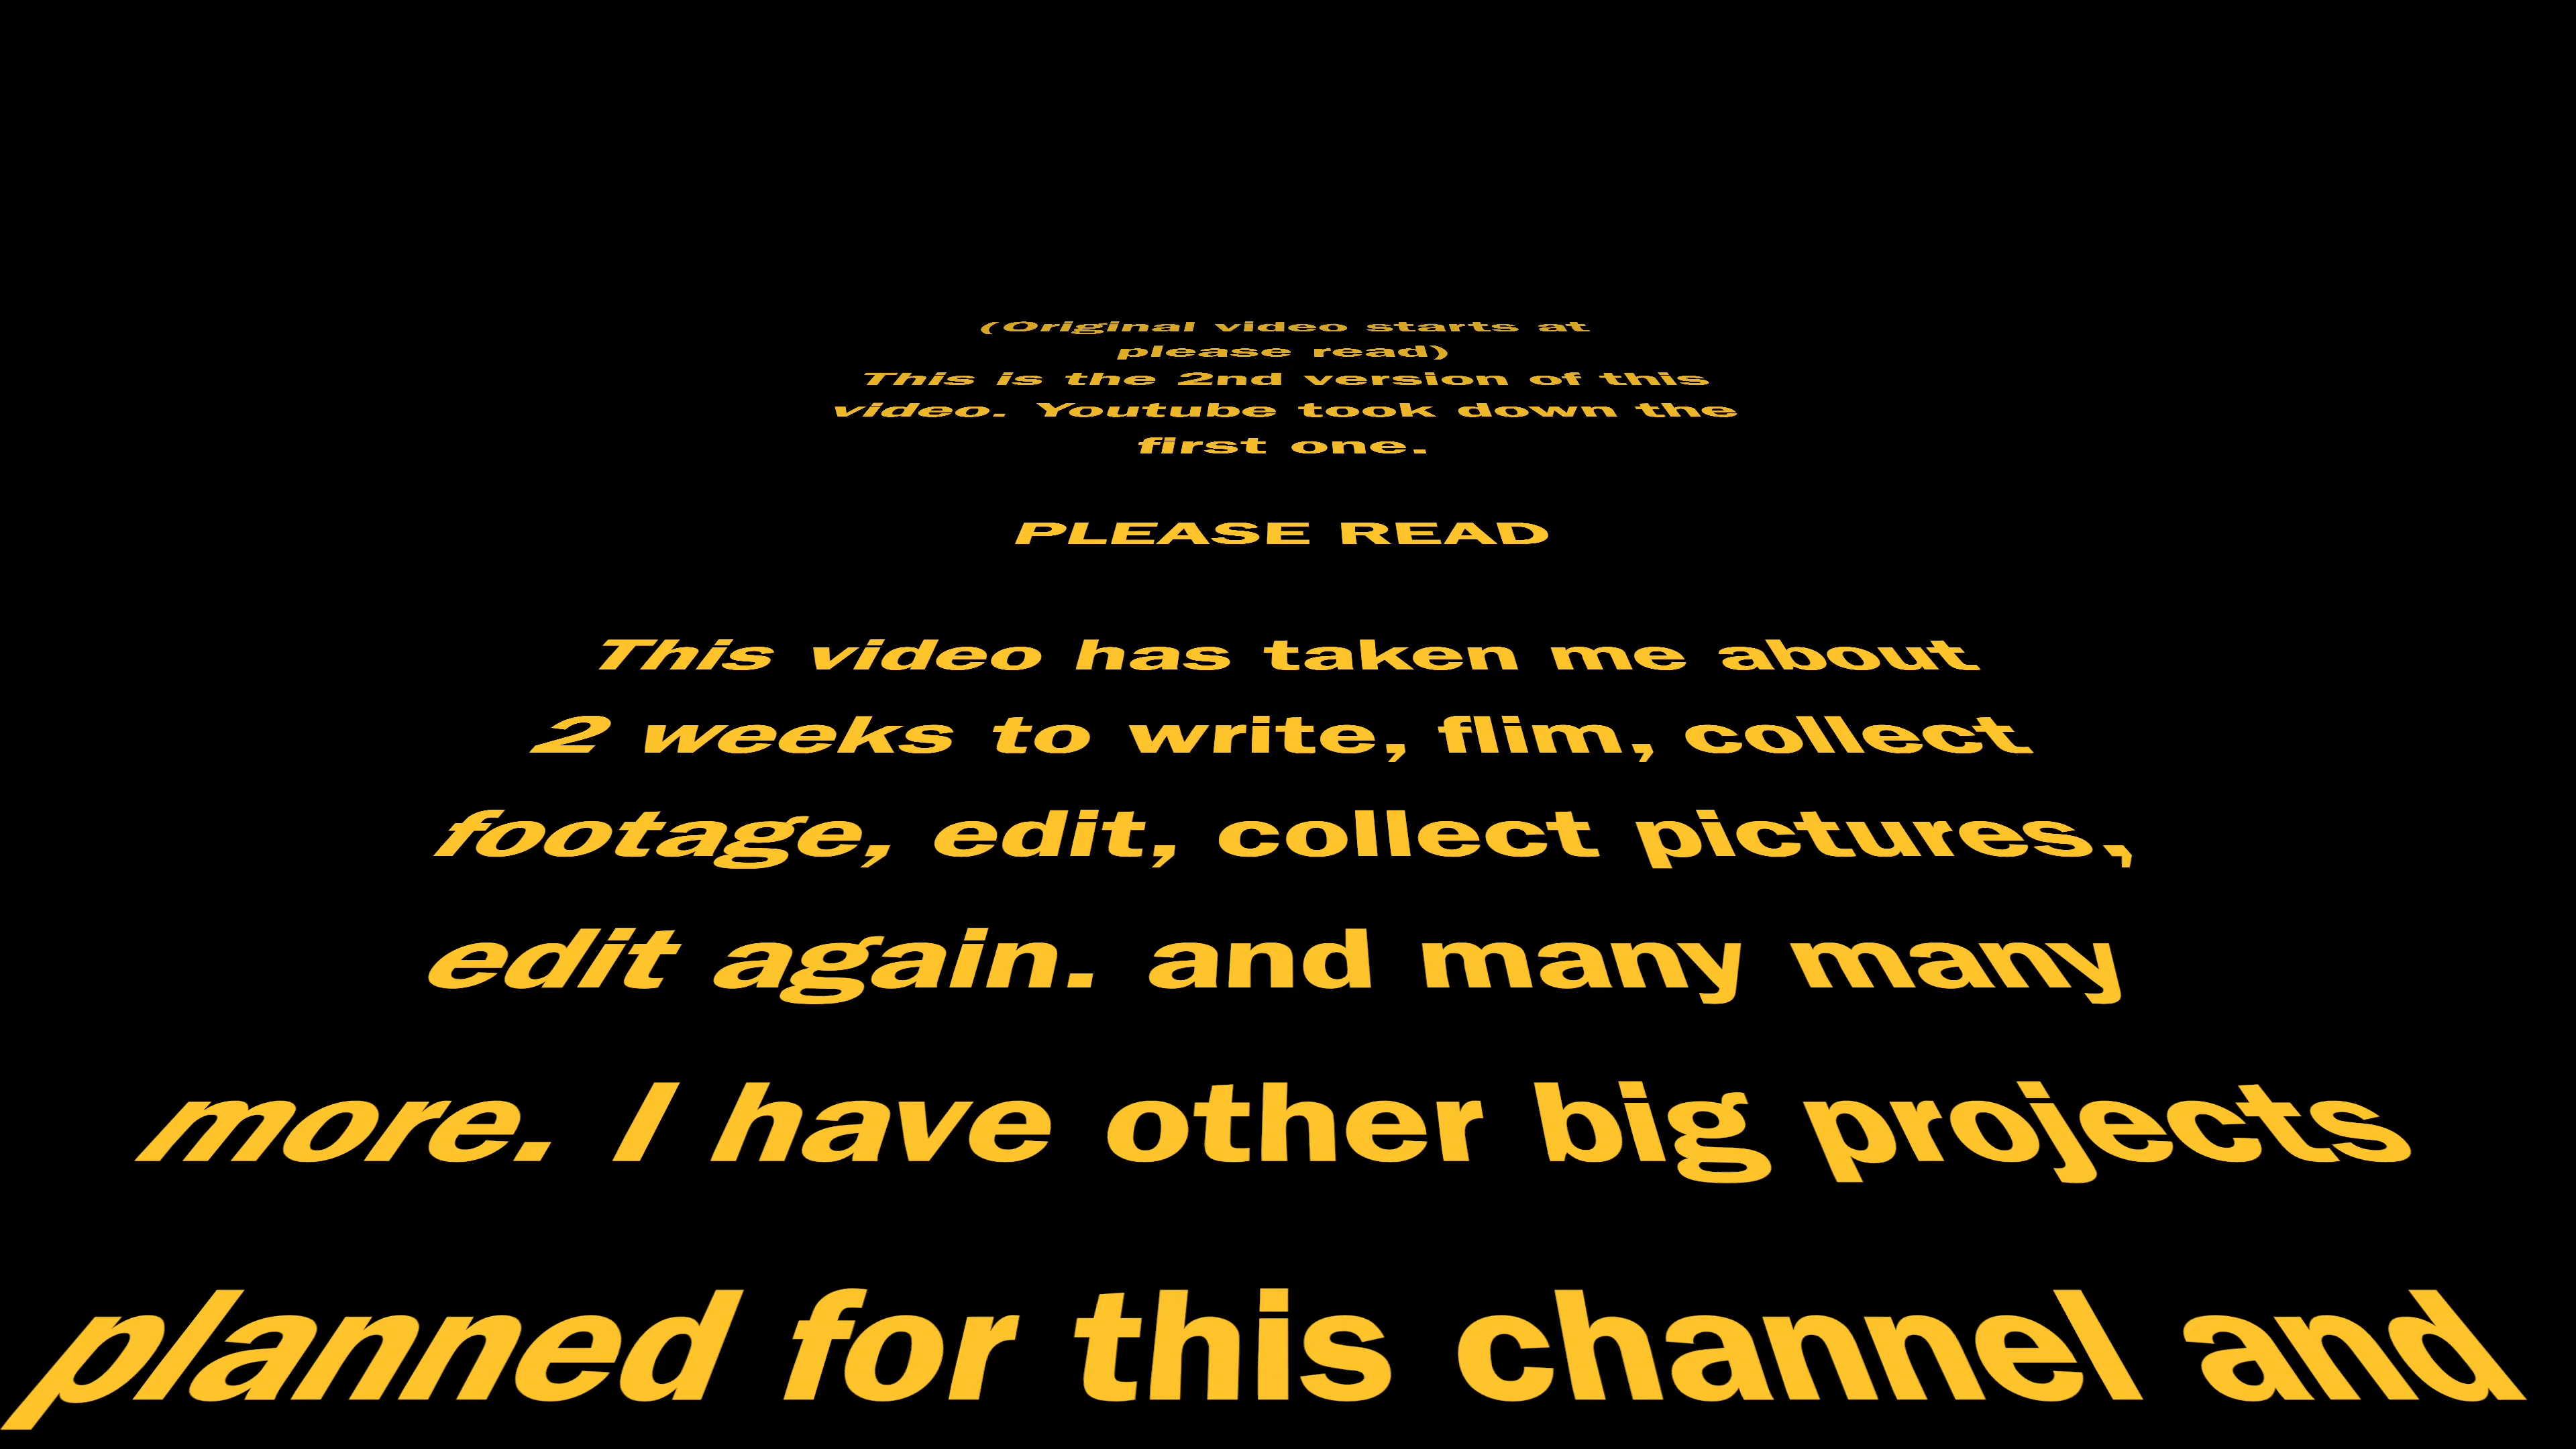 (Original video starts at
please read)
This is the 2nd version of this
video. Youtube took down the
first one.
PLEASE READ
This video has taken me about
2 weeks to write, flim, collect
footage, edit, collect pictures,
edit again. and many many
more. I have other big projects
planned for this channel and